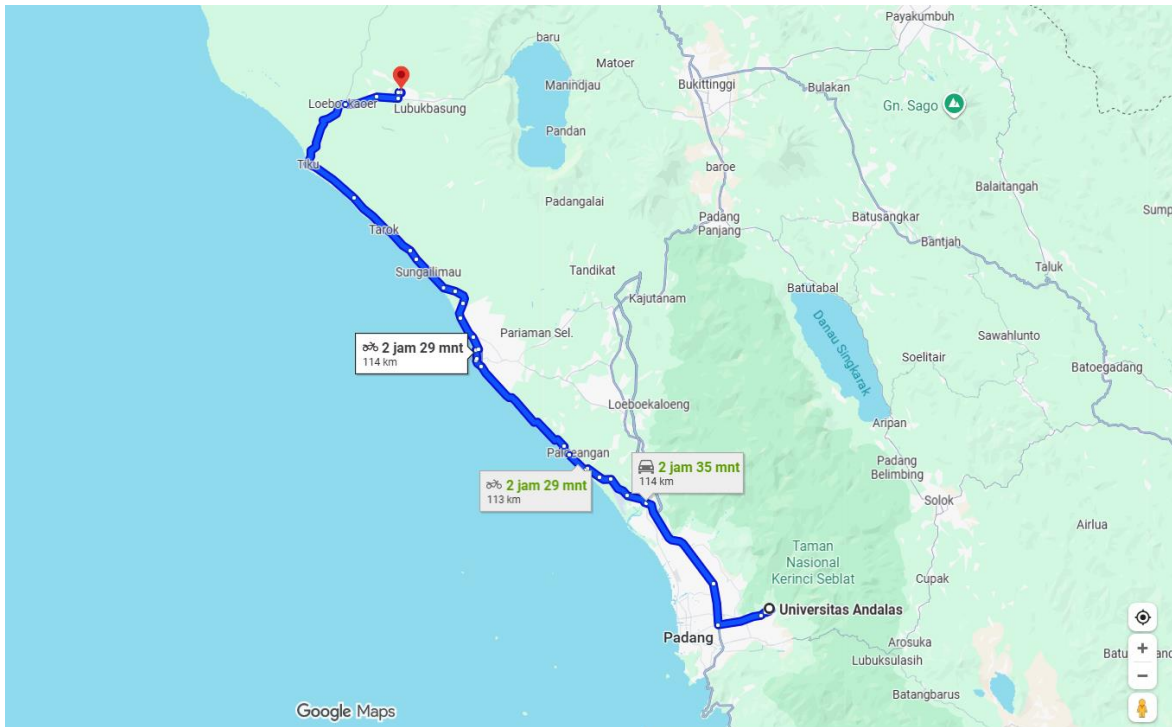 Payakumbuh
baru
Matoer
Manindjau
Bukittinggi
Bulakan
Gn. Sago
Loeboekaoer
Lubukbasung
Pandan
Tiku
baroe
Balaitangah
Padangalai
Padang
Panjang
Batusangkar
Sump
Tarok
Bantjah
Taluk
Sungailimau
Tandikat
Kajutanam
Batutabal
Danau Singkarak
Pariaman Sel.
Sawahlunto
2 jam 29 mnt
114 km
Soelitair
Batoegadang
Loeboekaloeng
Aripan
2 jam 35 mnt
114 km
Padang
Belimbing
2 jam 29 mnt
113 km
Solok
Airlua
Taman
Nasional
Kerinci Seblat
Cupak
Universitas Andalas
Padang
Arosuka
Lubuksulasih
Batangbarus
Google Maps